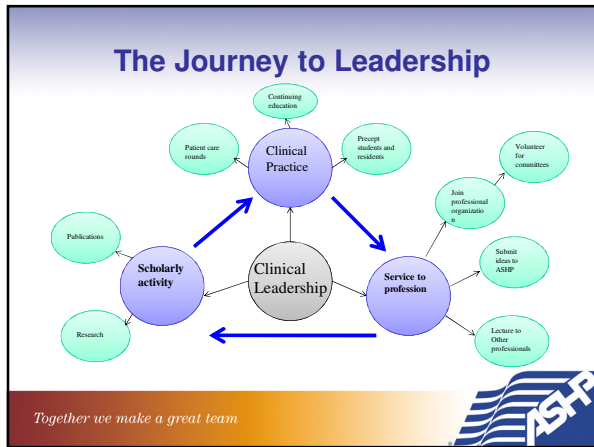 The Journey to Leadership
Continuing
education
Patient care
rounds
Clinical
Practice
Precept
students and
residents
Volunteer
for
committees
Join
professional
organizatio
n
Publications
Scholarly
activity
Clinical
Leadership
Service to
profession
Submit
ideas to
ASHP
Research
Lecture to
Other
professionals
Together we make a great team
ASHP